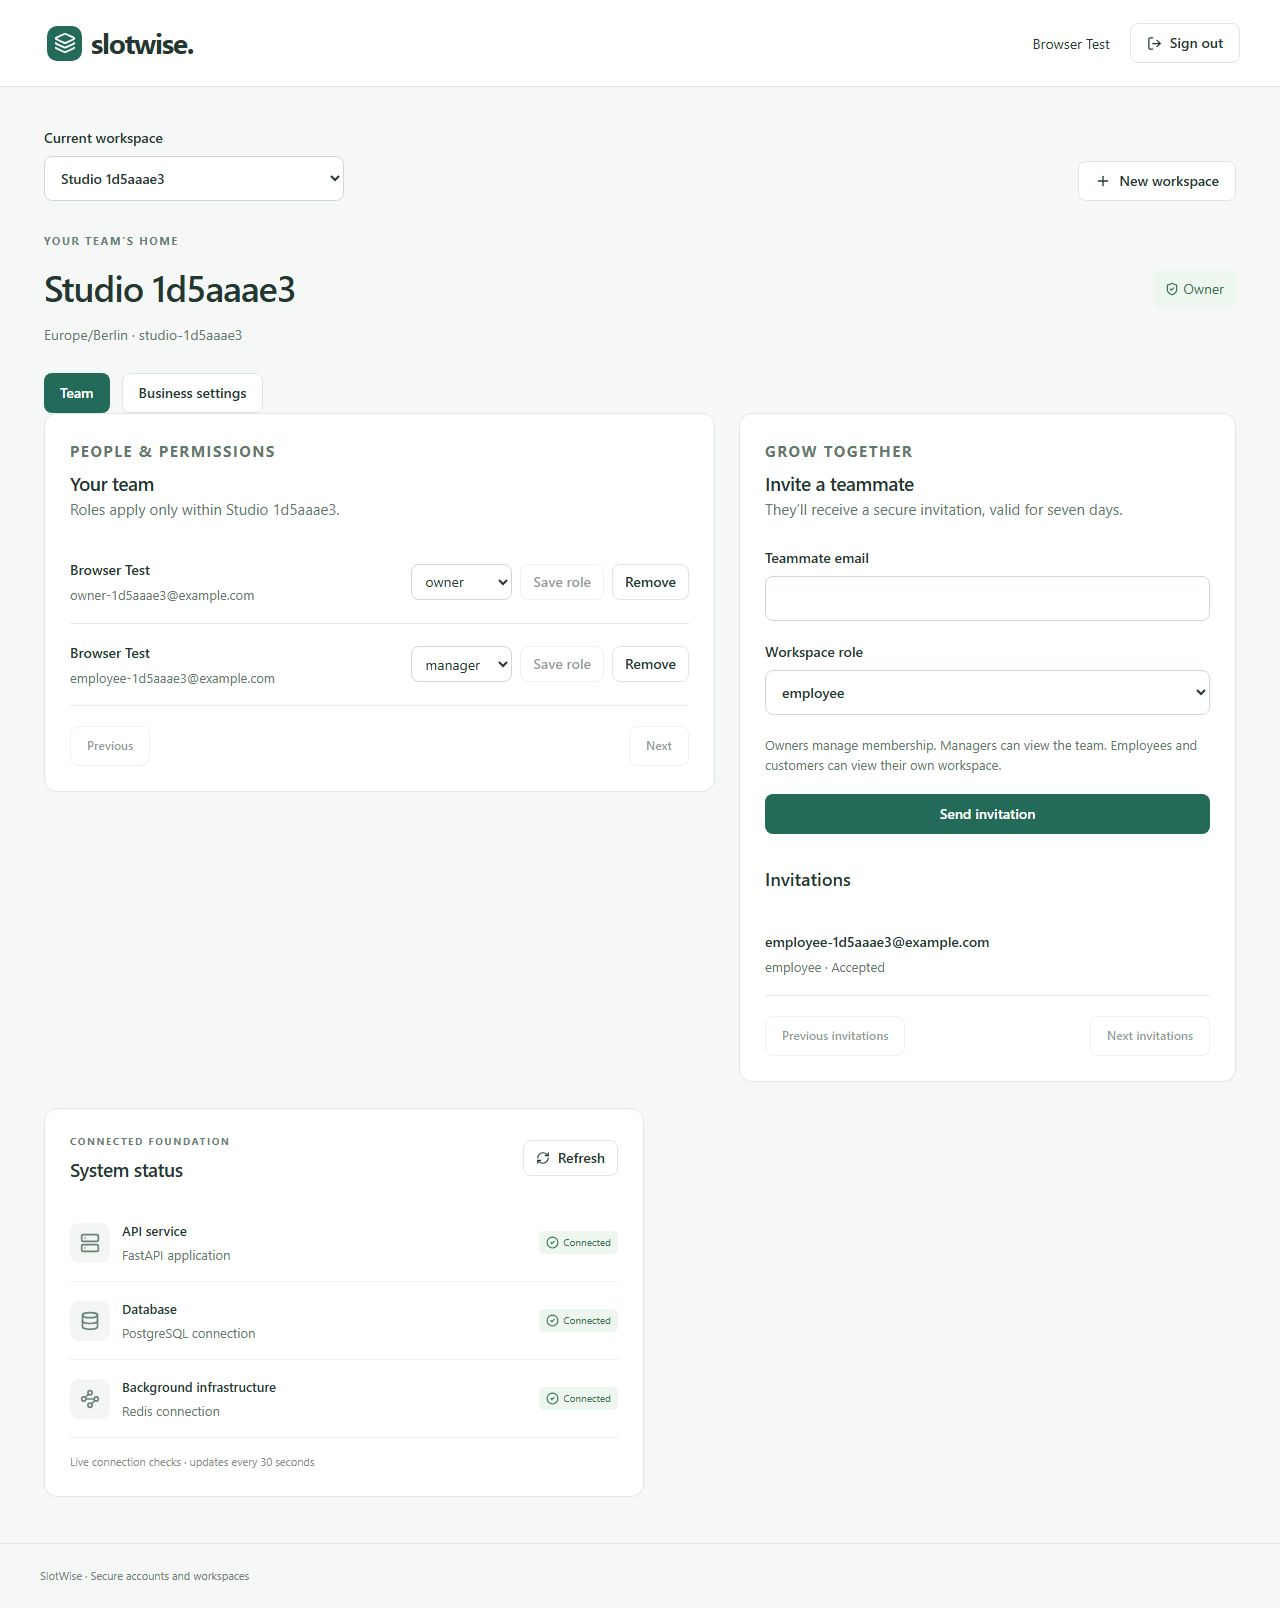 slotwise.
Browser Test
Sign out
Current workspace
Studio 1d5aaae3
New workspace
YOUR TEAM'S HOME
Studio 1d5aaae3
Owner
Europe/Berlin · studio-1d5aaae3
Team
Business settings
PEOPLE & PERMISSIONS
Your team
Roles apply only within Studio 1d5aaae3.
Browser Test
owner-1d5aaae3@example.com
owner
Save role
Remove
Browser Test
employee-1d5aaae3@example.com
manager
Save role
Remove
Previous
Next
GROW TOGETHER
Invite a teammate
They'll receive a secure invitation, valid for seven days.
Teammate email
Workspace role
employee
Owners manage membership. Managers can view the team. Employees and
customers can view their own workspace.
Send invitation
Invitations
employee-1d5aaae3@example.com
employee · Accepted
Previous invitations
Next invitations
CONNECTED FOUNDATION
System status
Refresh
API service
FastAPI application
Connected
Database
PostgreSQL connection
Connected
Background infrastructure
Redis connection
Connected
Live connection checks · updates every 30 seconds
SlotWise · Secure accounts and workspaces